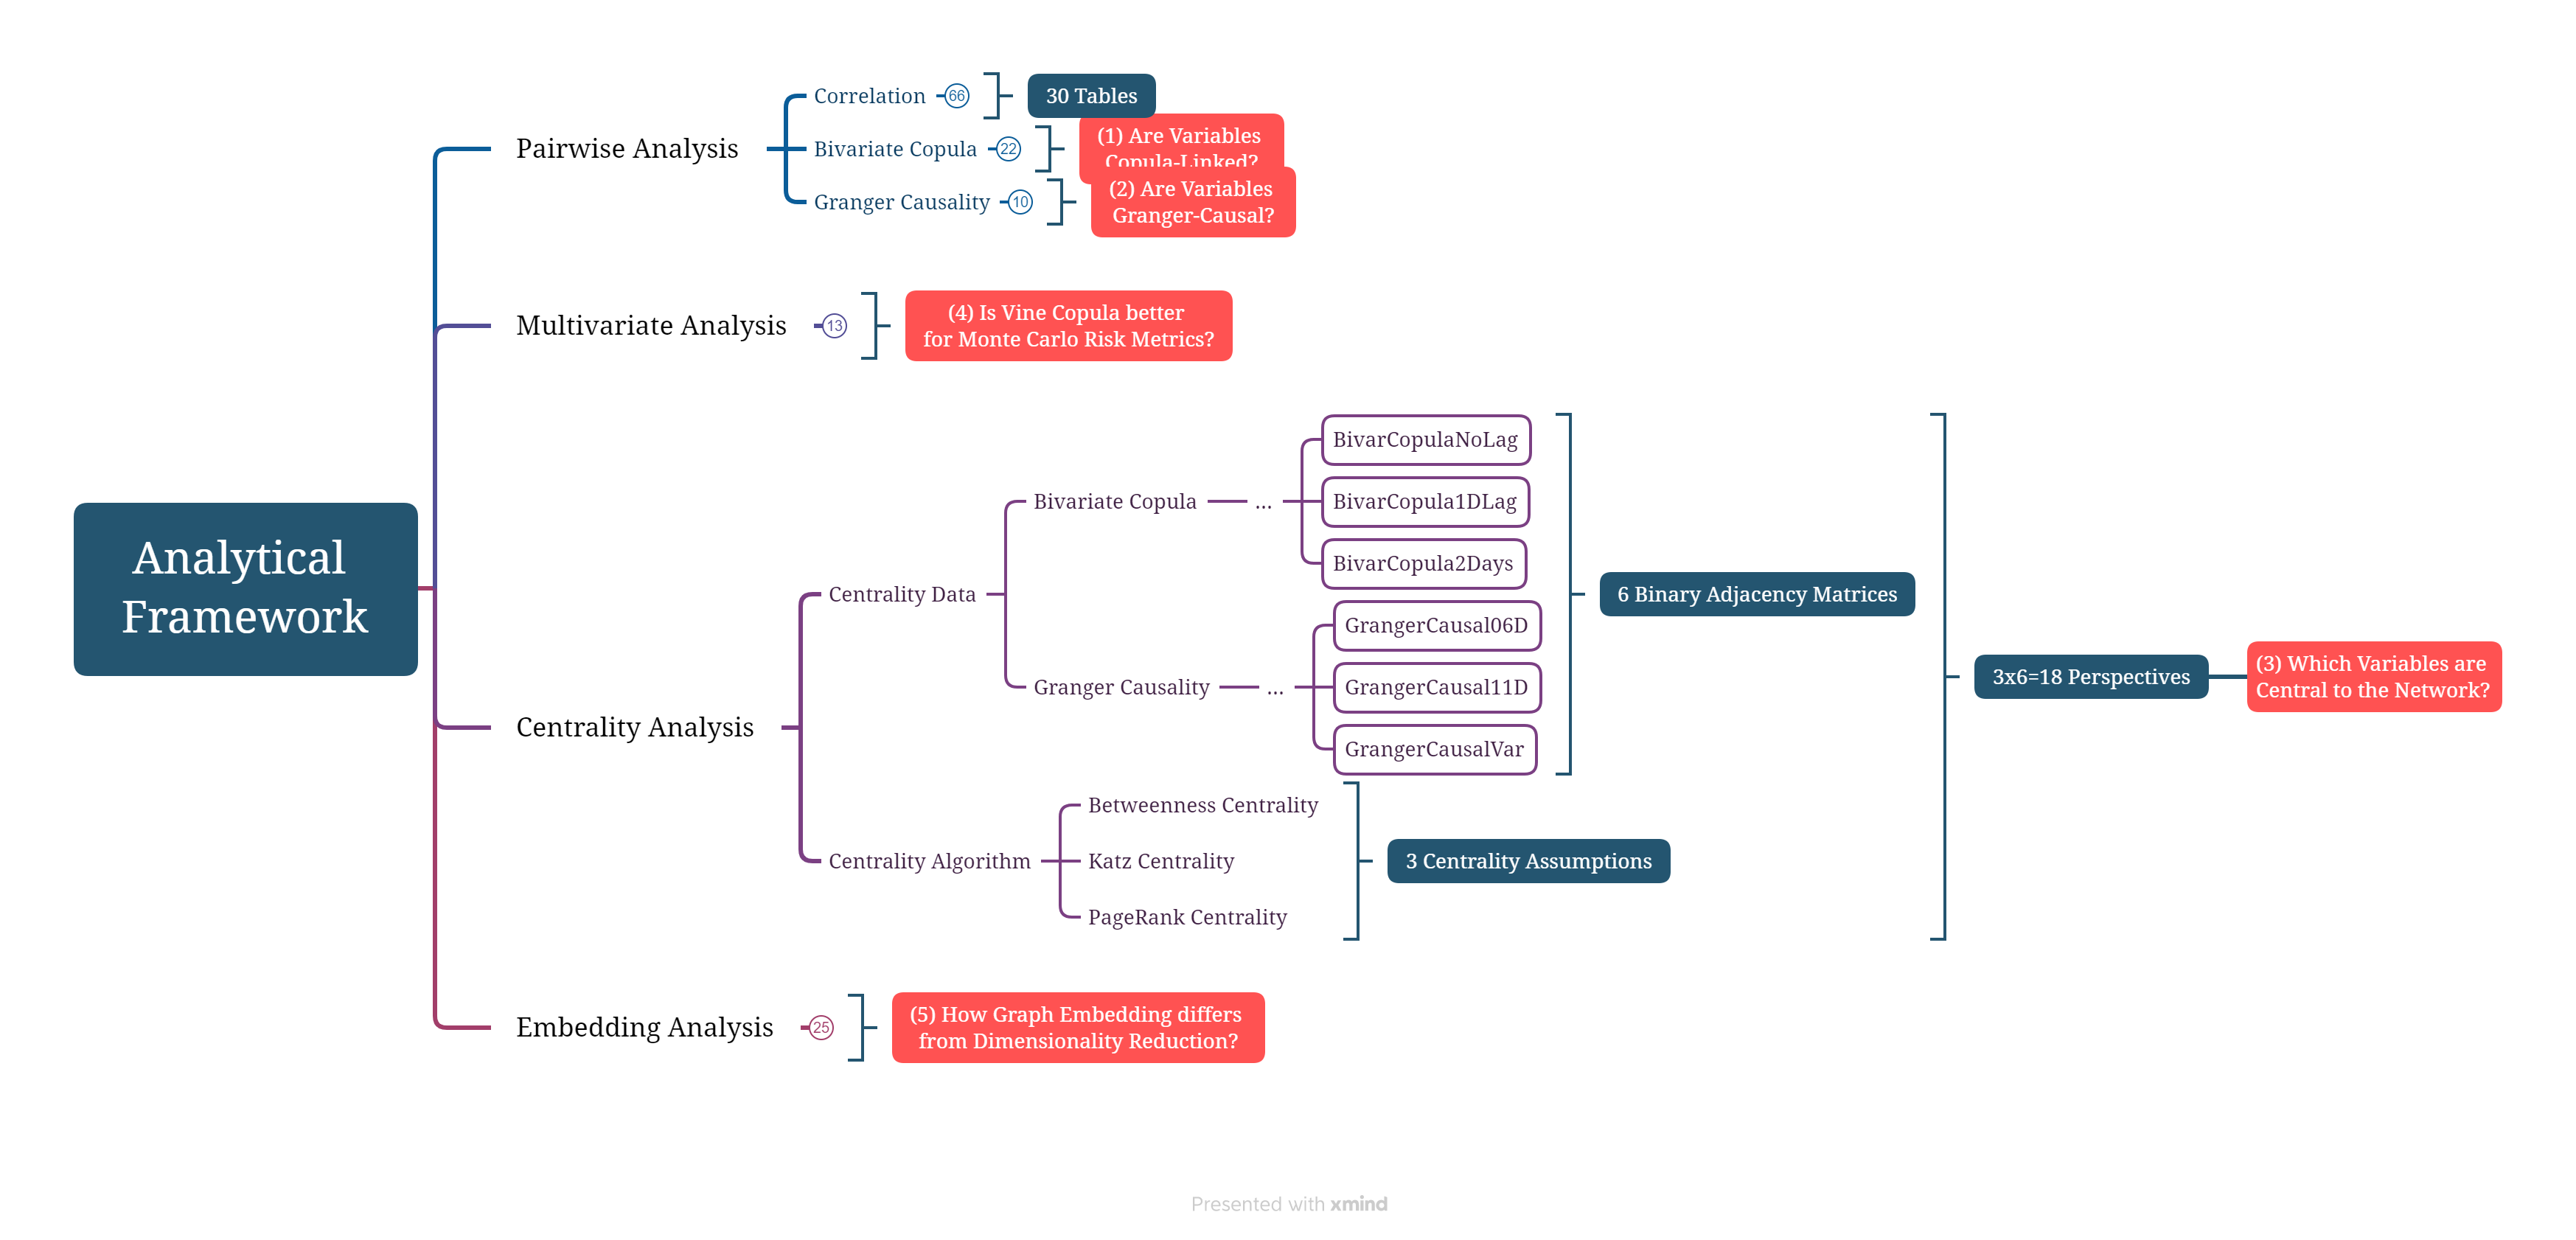 Analytical
Framework
Pairwise Analysis
Correlation
66
30 Tables
Bivariate Copula
22
(1) Are Variables
Copula-Linked?
Granger Causality
10
(2) Are Variables
Granger-Causal?
Multivariate Analysis
13
(4) Is Vine Copula better
for Monte Carlo Risk Metrics?
Centrality Analysis
Centrality Data
Bivariate Copula
...
BivarCopulaNoLag
BivarCopula1DLag
BivarCopula2Days
Granger Causality
...
GrangerCausal06D
GrangerCausal11D
GrangerCausalVar
6 Binary Adjacency Matrices
Centrality Algorithm
Betweenness Centrality
Katz Centrality
PageRank Centrality
3 Centrality Assumptions
3x6=18 Perspectives
(3) Which Variables are
Central to the Network?
Embedding Analysis
25
(5) How Graph Embedding differs
from Dimensionality Reduction?
Presented with xmind